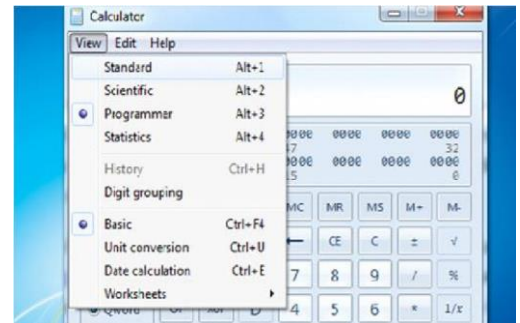 Calculator
View Edit Help
Standard Alt+1
Scientific Alt+2
Programmer Alt+3
Statistics Alt+4
History Ctrl+H
Digit grouping
Basic Ctrl+F4
Unit conversion Ctrl+U
Date calculation Ctrl+E
Worksheets
0
0000 0000 0000
47 32
0000 0000 0000
15 0
MC MR MS M+ M-
← CE C ± √
7 8 9 / %
Qword D 4 5 6 * 1/x